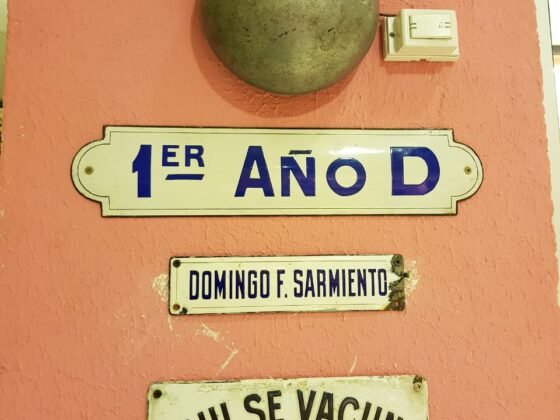 1ER AÑO D
DOMINGO F. SARMIENTO
SE